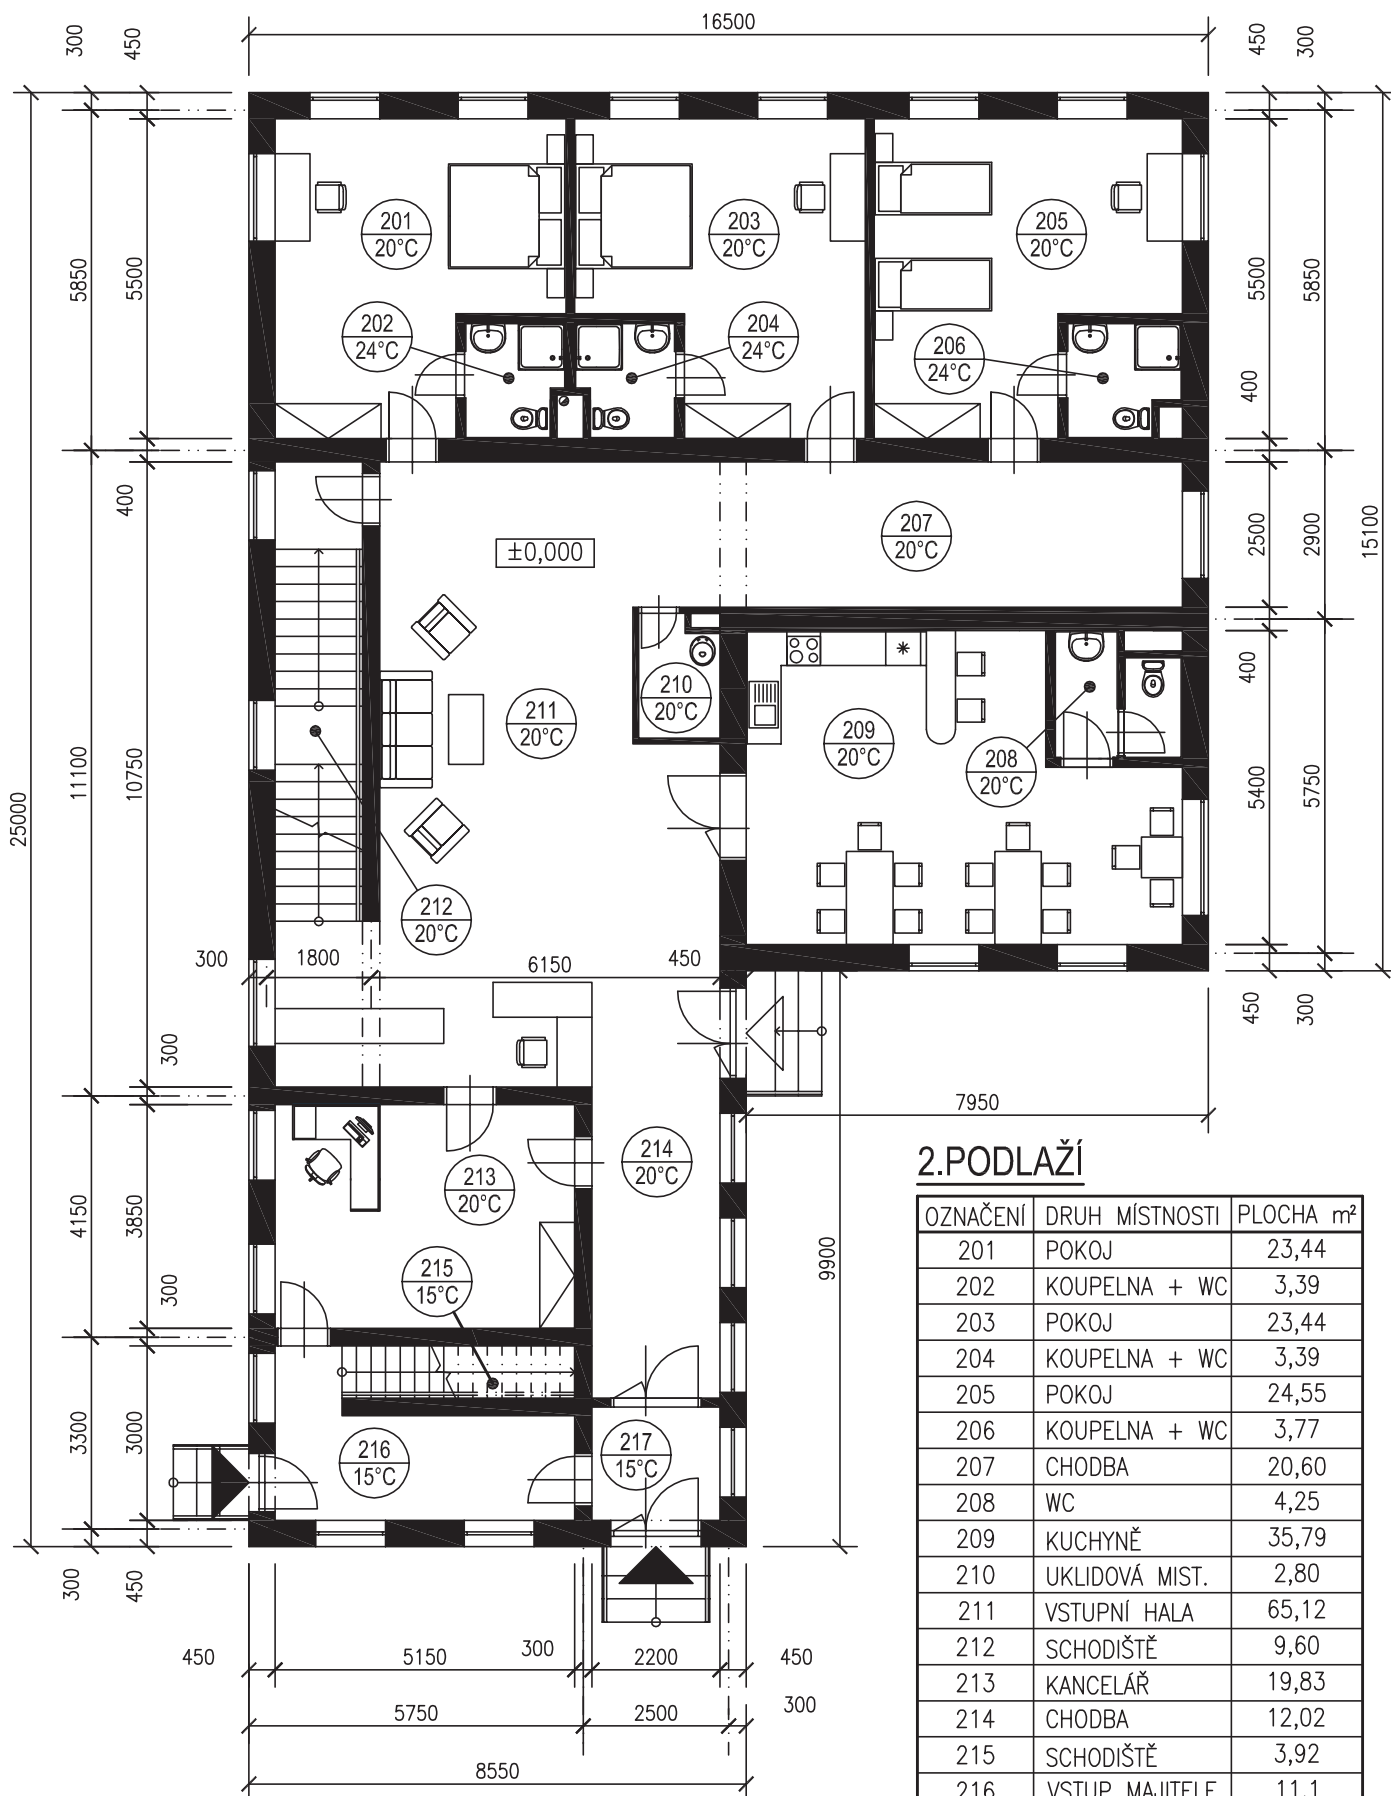 16500
300
450
450
300
201
20°C
203
20°C
205
20°C
202
24°C
204
24°C
206
24°C
5850
5500
5500
5850
400
400
207
20°C
±0,000
2500
2900
15100
210
20°C
211
20°C
209
20°C
208
20°C
400
25000
11100
10750
5400
5750
212
20°C
300
1800
6150
450
300
450
300
7950
213
20°C
214
20°C
4150
3850
300
215
15°C
9900
216
15°C
217
15°C
3300
3000
300
450
450
5150
300
2200
450
5750
2500
300
8550
2.PODLAŽÍ
OZNAČENÍ DRUH MÍSTNOSTI PLOCHA m²
201 POKOJ 23,44
202 KOUPELNA + WC 3,39
203 POKOJ 23,44
204 KOUPELNA + WC 3,39
205 POKOJ 24,55
206 KOUPELNA + WC 3,77
207 CHODBA 20,60
208 WC 4,25
209 KUCHYNĚ 35,79
210 UKLIDOVÁ MIST. 2,80
211 VSTUPNÍ HALA 65,12
212 SCHODIŠTĚ 9,60
213 KANCELÁŘ 19,83
214 CHODBA 12,02
215 SCHODIŠTĚ 3,92
216 VSTUP MAJITELE 11,1